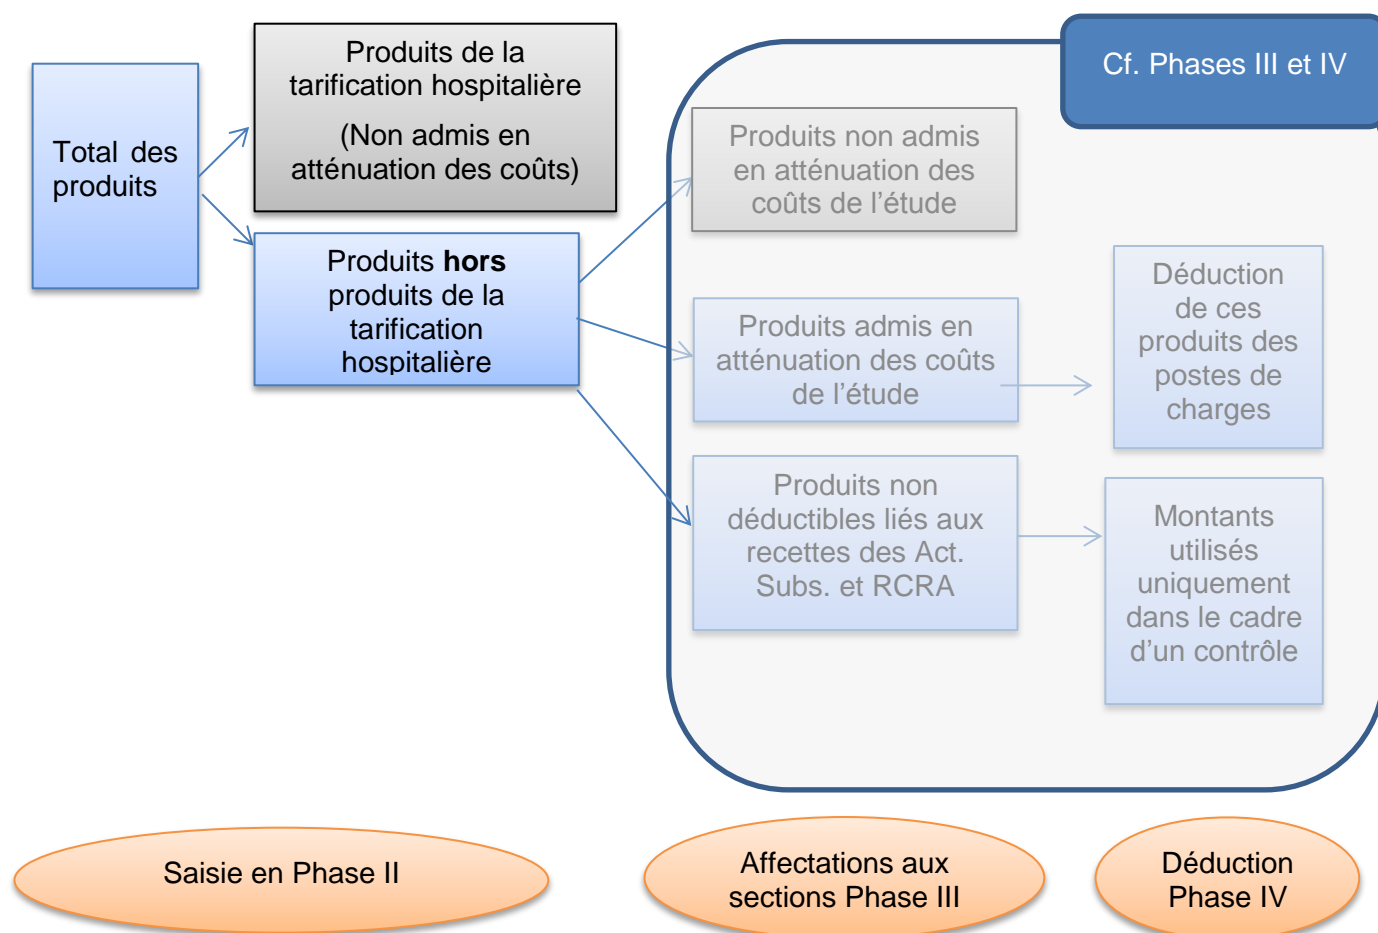 Total des
produits
Produits de la
tarification hospitalière
(Non admis en
atténuation des coûts)
Produits hors
produits de la
tarification
hospitalière
Cf. Phases III et IV
Produits non admis
en atténuation des
coûts de l’étude
Produits admis en
atténuation des coûts
de l’étude
Produits non
déductibles liés aux
recettes des Act.
Subs. et RCRA
Déduction
de ces
produits des
postes de
charges
Montants
utilisés
uniquement
dans le cadre
d’un contrôle
Saisie en Phase II
Affectations aux
sections Phase III
Déduction
Phase IV